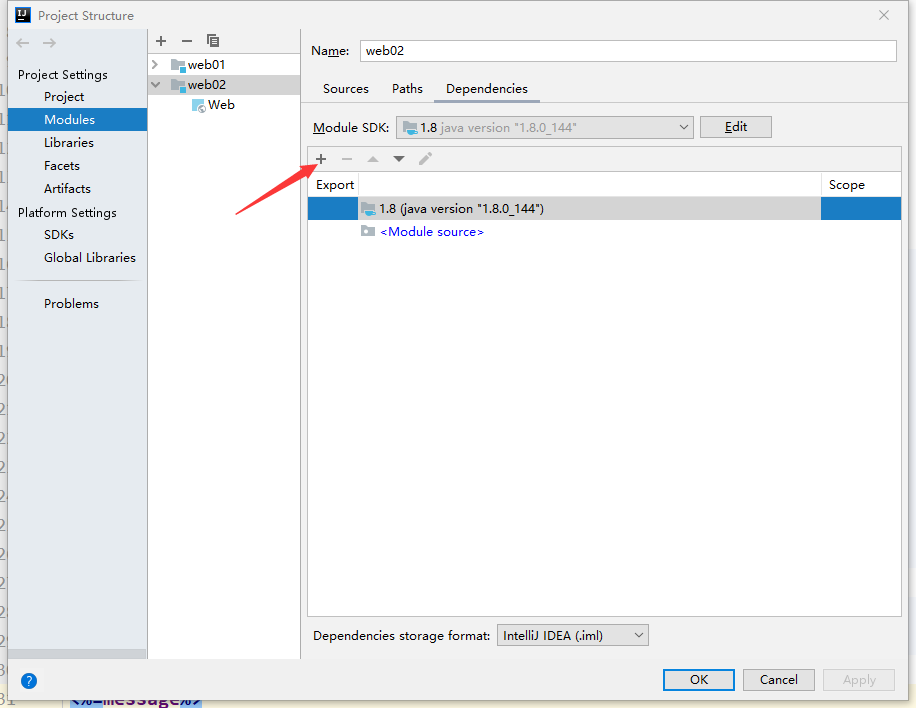 Project Structure
Project Settings
Project
Modules
Libraries
Facets
Artifacts
Platform Settings
SDKs
Global Libraries
Problems
web01
web02
Web
Name: web02
Sources Paths Dependencies
Module SDK: 1.8 java version "1.8.0_144" Edit
Export Scope
1.8 (java version "1.8.0_144")
<Module source>
Dependencies storage format: IntelliJ IDEA (.iml)
? OK Cancel Apply
<%=message%>